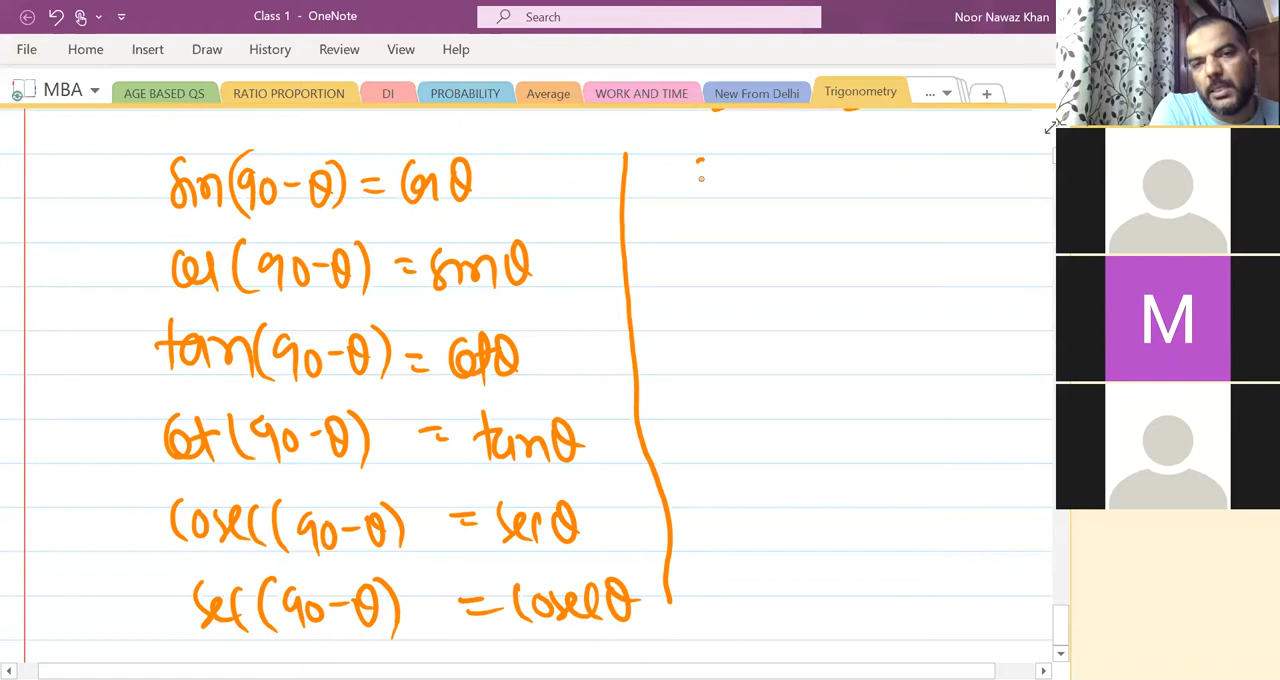 Class 1 - OneNote
Search
Noor Nawaz Khan
File Home Insert Draw History Review View Help
MBA AGE BASED QS RATIO PROPORTION DI PROBABILITY Average WORK AND TIME New From Delhi Trigonometry ... +
sin(90-θ) = cosθ
cos(90-θ) = sinθ
tan(90-θ) = cotθ
cot(90-θ) = tanθ
cosec(90-θ) = secθ
sec(90-θ) = cosecθ
M